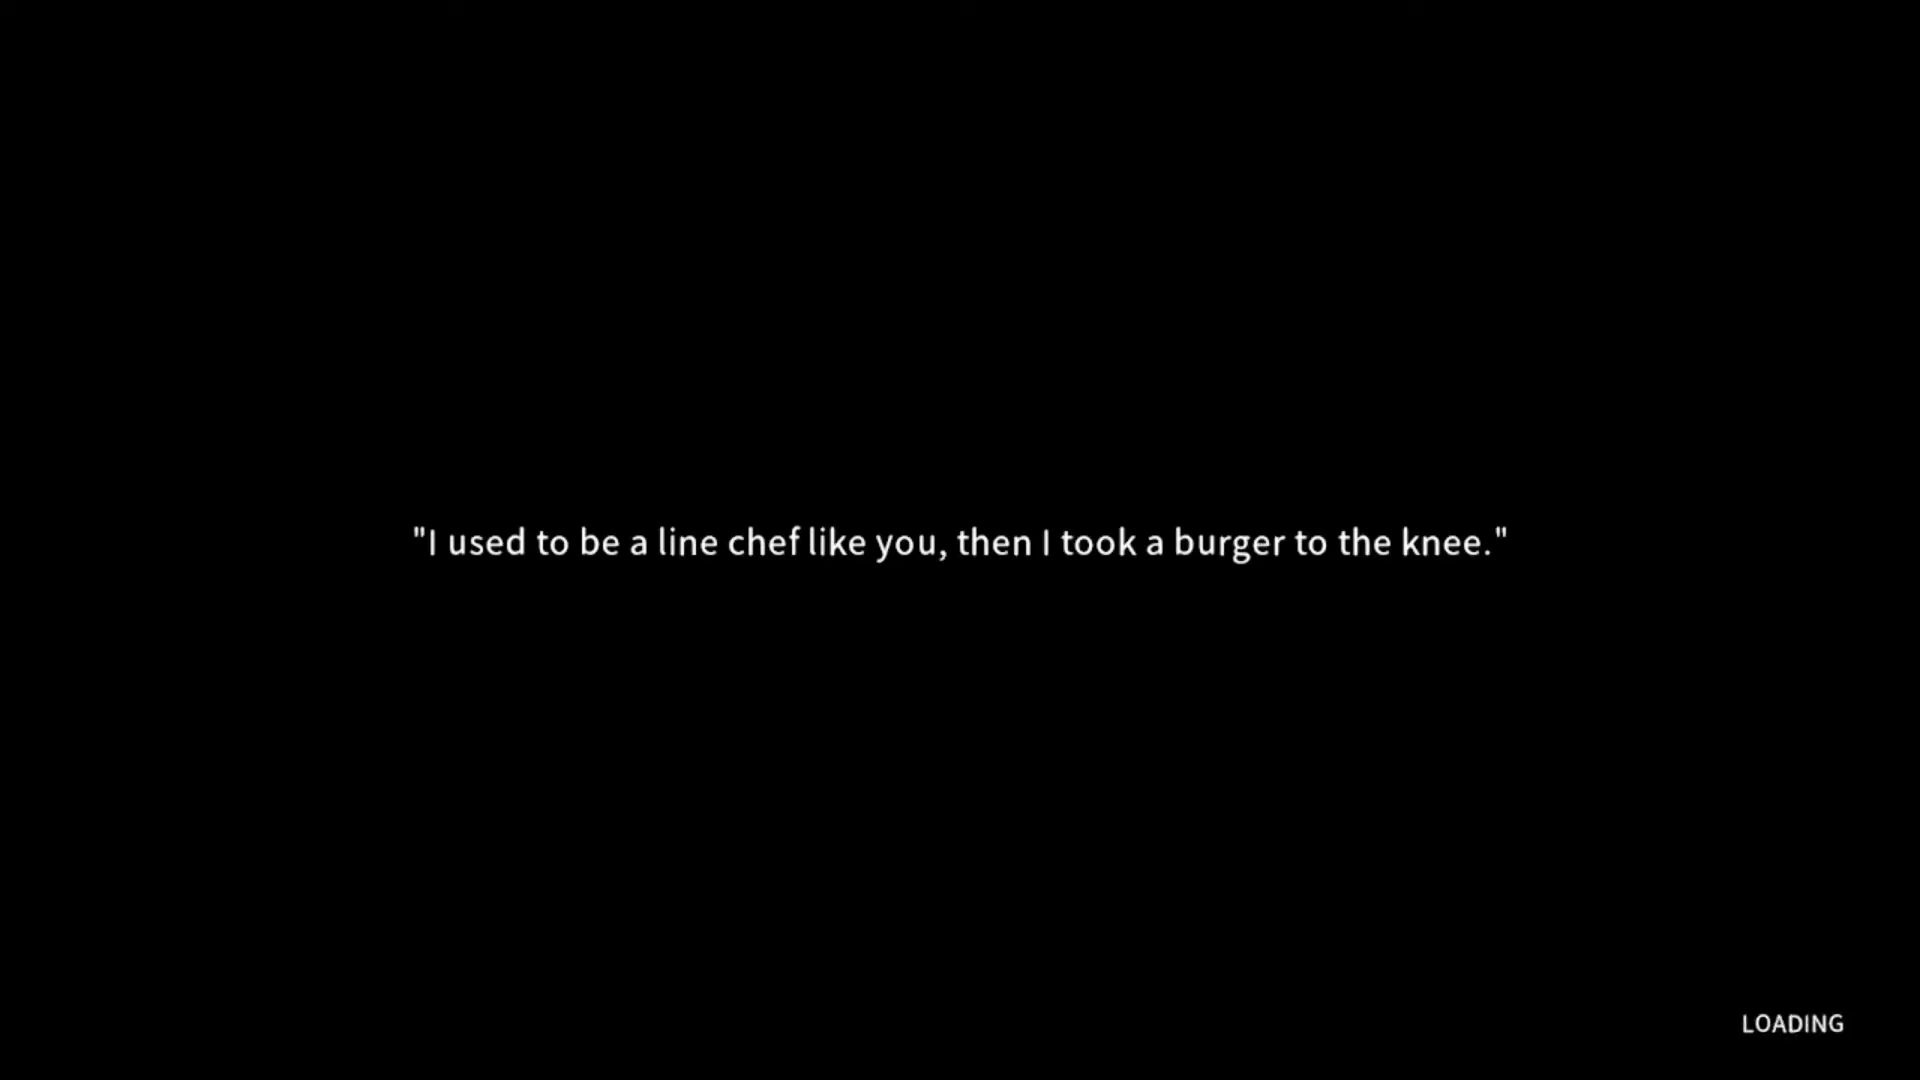 "I used to be a line chef like you, then I took a burger to the knee."
LOADING